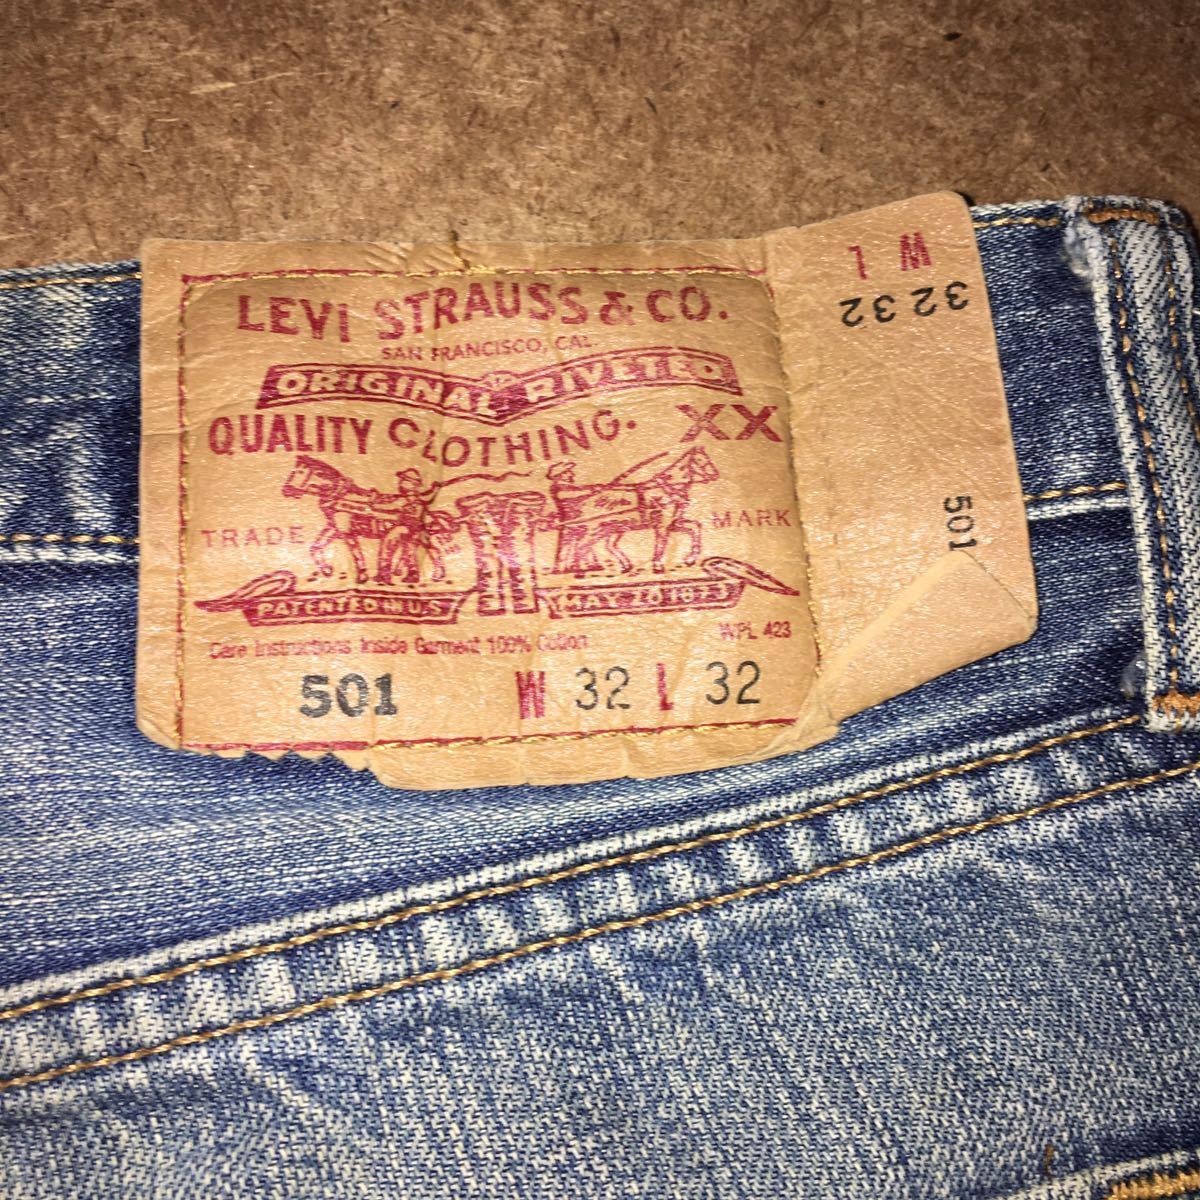 LEVI STRAUSS & CO.
SAN FRANCISCO, CAL.
ORIGINAL RIVETED
QUALITY CLOTHING. XX
TRADE MARK
PATENTED IN U.S. MAY 20 1873
Care Instructions Inside Garment 100% Cotton WPL 423
501 W 32 L 32
W L
32 32
501